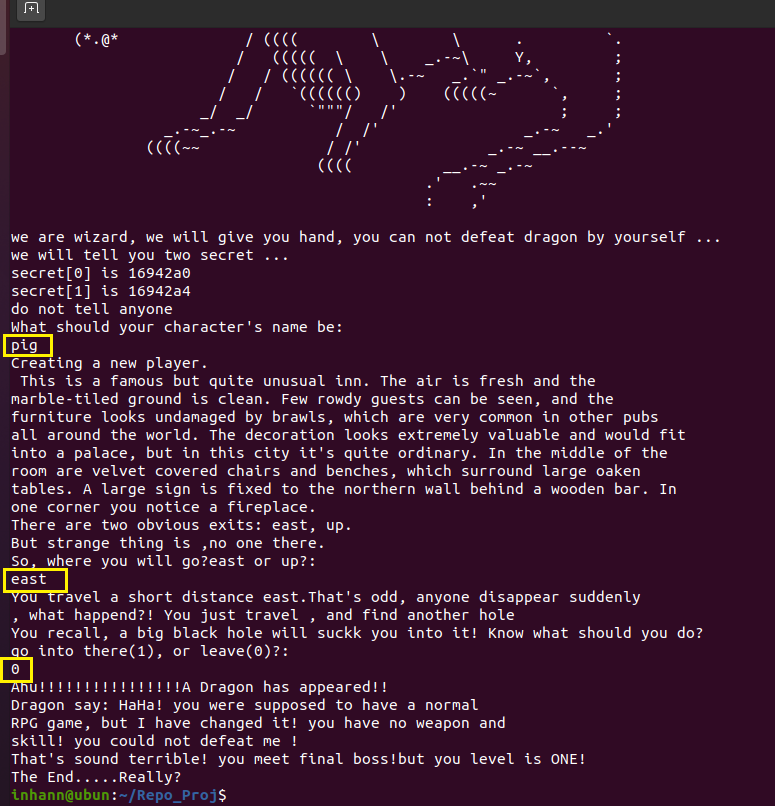 (*.@*                / ((((          \          \      .          `.
/   (((((  \    \    _.-~\     Y,         ;
/   / (((((( \    \.-~   _.`" _.-~`,       ;
/   /   `(((((()    )    (((((~      `,     ;
_/  _/      `"""/   /'                  ;     ;
_.-~_.-~           /  /'                _.-~   _.'
((((~~              / /'              _.-~ __.--~
((((          __.-~ _.-~
.'   .~~
:    ,'
we are wizard, we will give you hand, you can not defeat dragon by yourself ...
we will tell you two secret ...
secret[0] is 16942a0
secret[1] is 16942a4
do not tell anyone
What should your character's name be:
pig
Creating a new player.
This is a famous but quite unusual inn. The air is fresh and the
marble-tiled ground is clean. Few rowdy guests can be seen, and the
furniture looks undamaged by brawls, which are very common in other pubs
all around the world. The decoration looks extremely valuable and would fit
into a palace, but in this city it's quite ordinary. In the middle of the
room are velvet covered chairs and benches, which surround large oaken
tables. A large sign is fixed to the northern wall behind a wooden bar. In
one corner you notice a fireplace.
There are two obvious exits: east, up.
But strange thing is ,no one there.
So, where you will go?east or up?:
east
You travel a short distance east.That's odd, anyone disappear suddenly
, what happend?! You just travel , and find another hole
You recall, a big black hole will suckk you into it! Know what should you do?
go into there(1), or leave(0)?:
0
Ahu!!!!!!!!!!!!!!!!A Dragon has appeared!!
Dragon say: HaHa! you were supposed to have a normal
RPG game, but I have changed it! you have no weapon and
skill! you could not defeat me !
That's sound terrible! you meet final boss!but you level is ONE!
The End.....Really?
inhann@ubun:~/Repo_Proj$